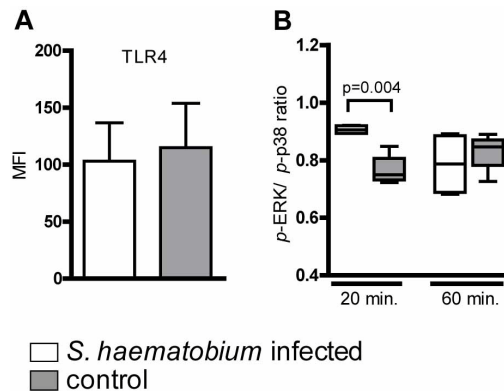 A
TLR4
MFI
200
150
100
50
0
B
p=0.004
p-ERK/ p-p38 ratio
1.2
1.0
0.8
0.6
0.4
20 min.
60 min.
S. haematobium infected
control